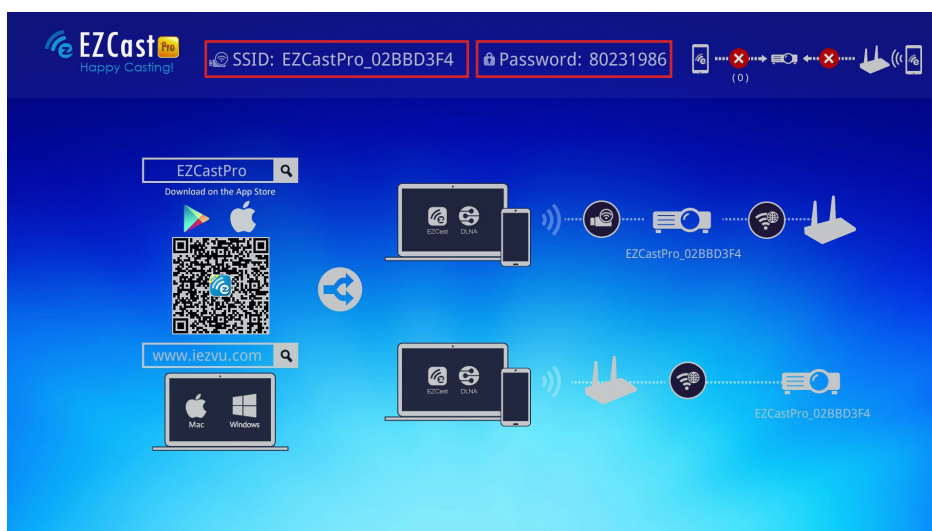 EZCast Pro
Happy Casting!
SSID: EZCastPro_02BBD3F4
Password: 80231986
(0)
EZCastPro
Download on the App Store
www.iezvu.com
Mac Windows
EZCast DLNA
EZCastPro_02BBD3F4
EZCast DLNA
EZCastPro_02BBD3F4